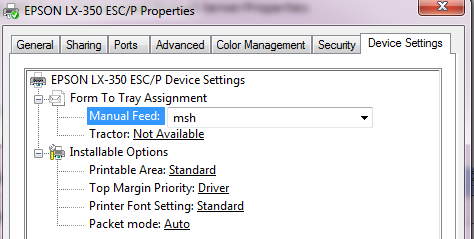 EPSON LX-350 ESC/P Properties
General
Sharing
Ports
Advanced
Color Management
Security
Device Settings
EPSON LX-350 ESC/P Device Settings
Form To Tray Assignment
Manual Feed: msh
Tractor: Not Available
Installable Options
Printable Area: Standard
Top Margin Priority: Driver
Printer Font Setting: Standard
Packet mode: Auto